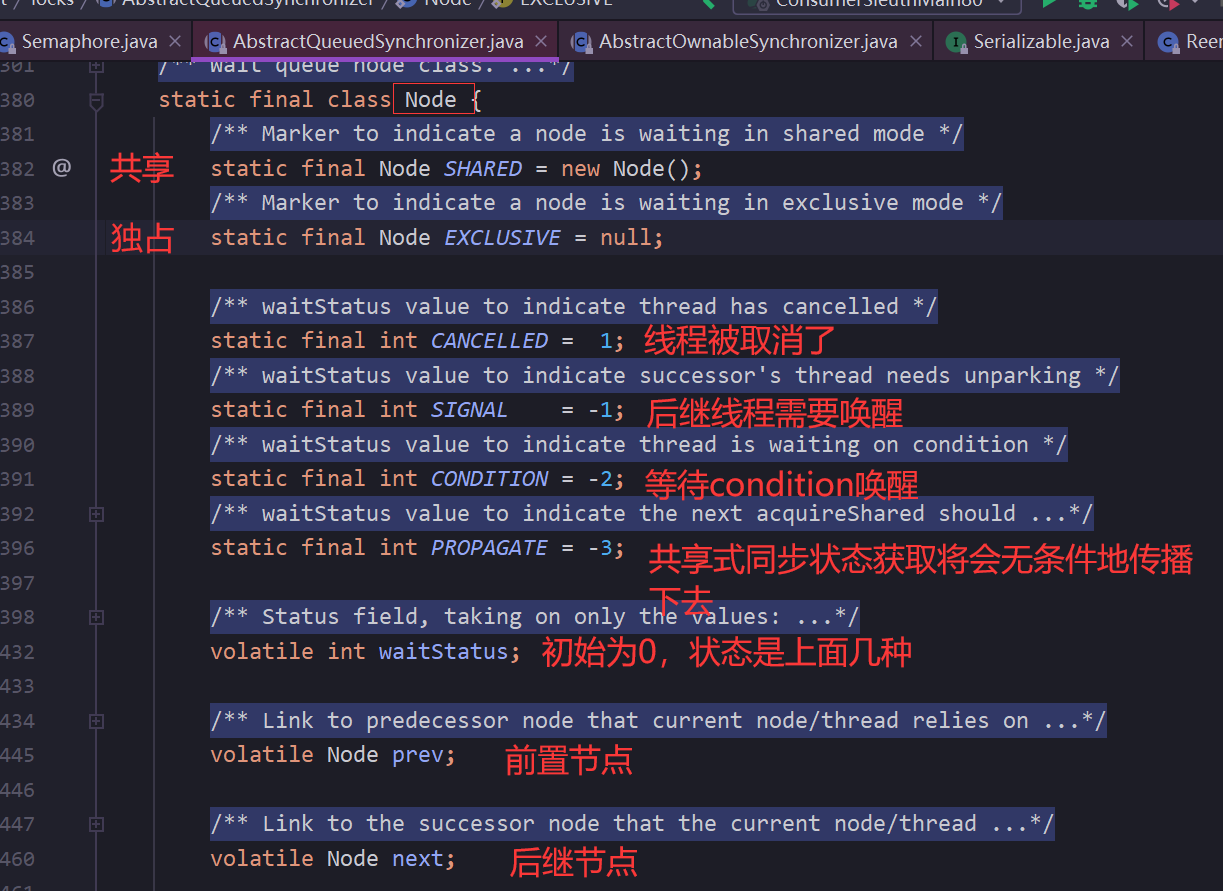 locks / AbstractQueuedSynchronizer / Node / EXCLUSIVE ConsumerSleuthMain80
Semaphore.java AbstractQueuedSynchronizer.java AbstractOwnableSynchronizer.java Serializable.java Reen
361 /** Wait queue node class. ...*/
380 static final class Node {
381 /** Marker to indicate a node is waiting in shared mode */
382 @ 共享 static final Node SHARED = new Node();
383 /** Marker to indicate a node is waiting in exclusive mode */
384 独占 static final Node EXCLUSIVE = null;
385
386 /** waitStatus value to indicate thread has cancelled */
387 static final int CANCELLED =  1; 线程被取消了
388 /** waitStatus value to indicate successor's thread needs unparking */
389 static final int SIGNAL    = -1; 后继线程需要唤醒
390 /** waitStatus value to indicate thread is waiting on condition */
391 static final int CONDITION = -2; 等待condition唤醒
392 /** waitStatus value to indicate the next acquireShared should ...*/
396 static final int PROPAGATE = -3; 共享式同步状态获取将会无条件地传播
397 下去
398 /** Status field, taking on only the values: ...*/
432 volatile int waitStatus; 初始为0，状态是上面几种
433
434 /** Link to predecessor node that current node/thread relies on ...*/
445 volatile Node prev; 前置节点
446
447 /** Link to the successor node that the current node/thread ...*/
460 volatile Node next; 后继节点
461